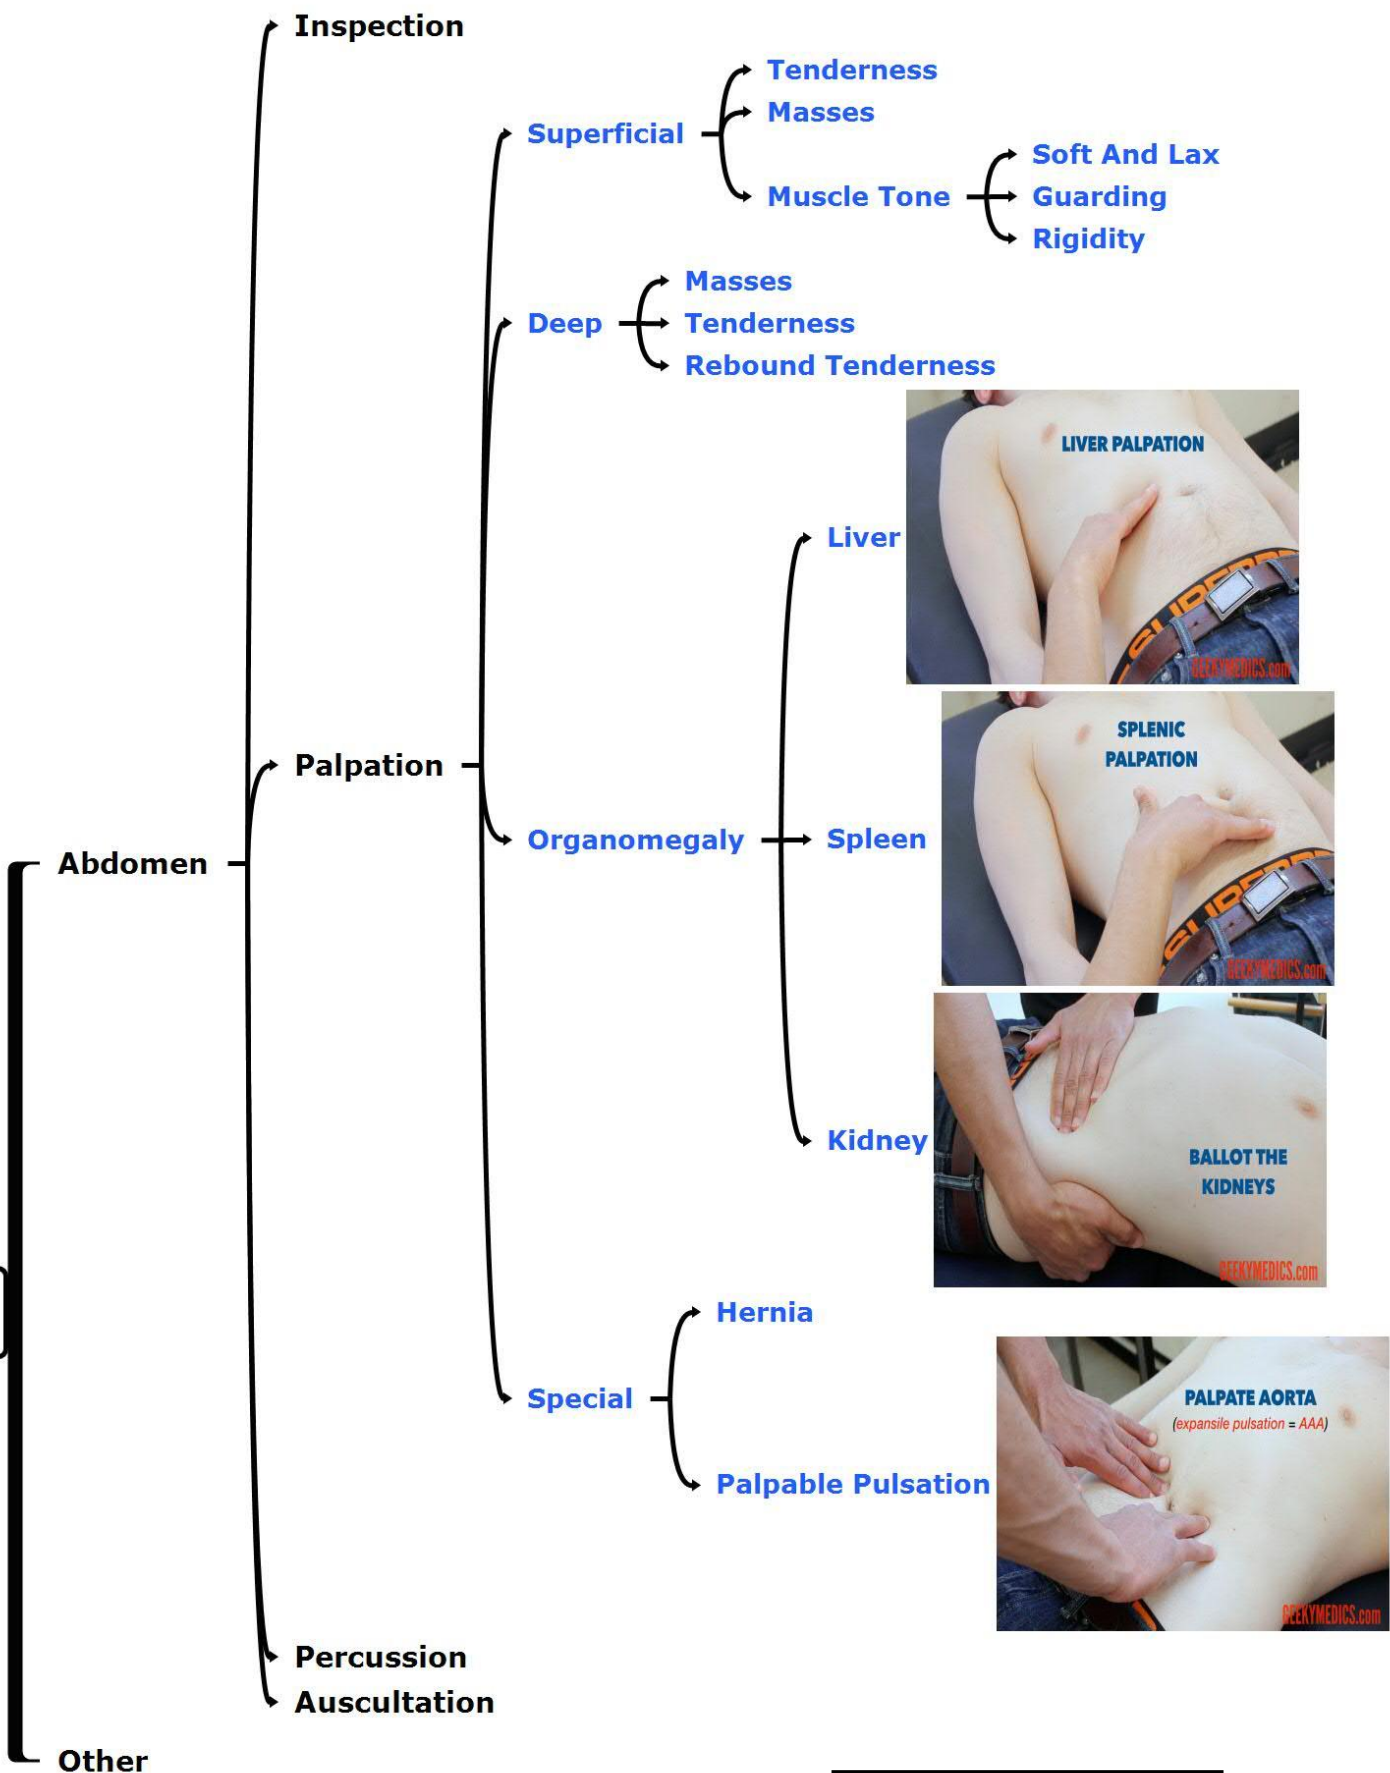 Inspection
Tenderness
Masses
Superficial
Soft And Lax
Muscle Tone
Guarding
Rigidity
Masses
Deep
Tenderness
Rebound Tenderness
LIVER PALPATION
Liver
GEEKYMEDICS.com
SPLENIC
PALPATION
Palpation
Organomegaly
Spleen
Abdomen
GEEKYMEDICS.com
Kidney
BALLOT THE
KIDNEYS
GEEKYMEDICS.com
Hernia
Special
PALPATE AORTA
(expansile pulsation = AAA)
Palpable Pulsation
GEEKYMEDICS.com
Percussion
Auscultation
Other